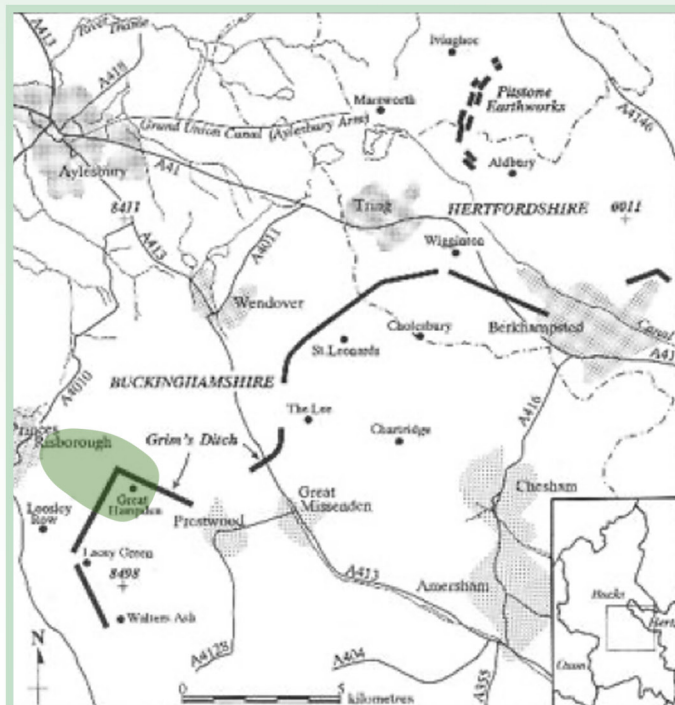 A413
River Thame
A418
Ivinghoe
Marsworth
Pitstone
Earthworks
Grand Union Canal (Aylesbury Arm)
A4146
Aldbury
Aylesbury
A41
Tring
8411
HERTFORDSHIRE
0011
A413
A4011
Wigginton
Wendover
Cholesbury
Berkhampsted
Canal
St. Leonards
A41
BUCKINGHAMSHIRE
A4010
A416
The Lee
Princes
Risborough
Grim's Ditch
Chartridge
Great
Hampden
Great
Missenden
Chesham
Loosley
Row
Prestwood
Lacey Green
8498
A413
Amersham
Bucks
Herts
Walters Ash
N
A4128
A404
A355
Oxon
0
5
kilometres